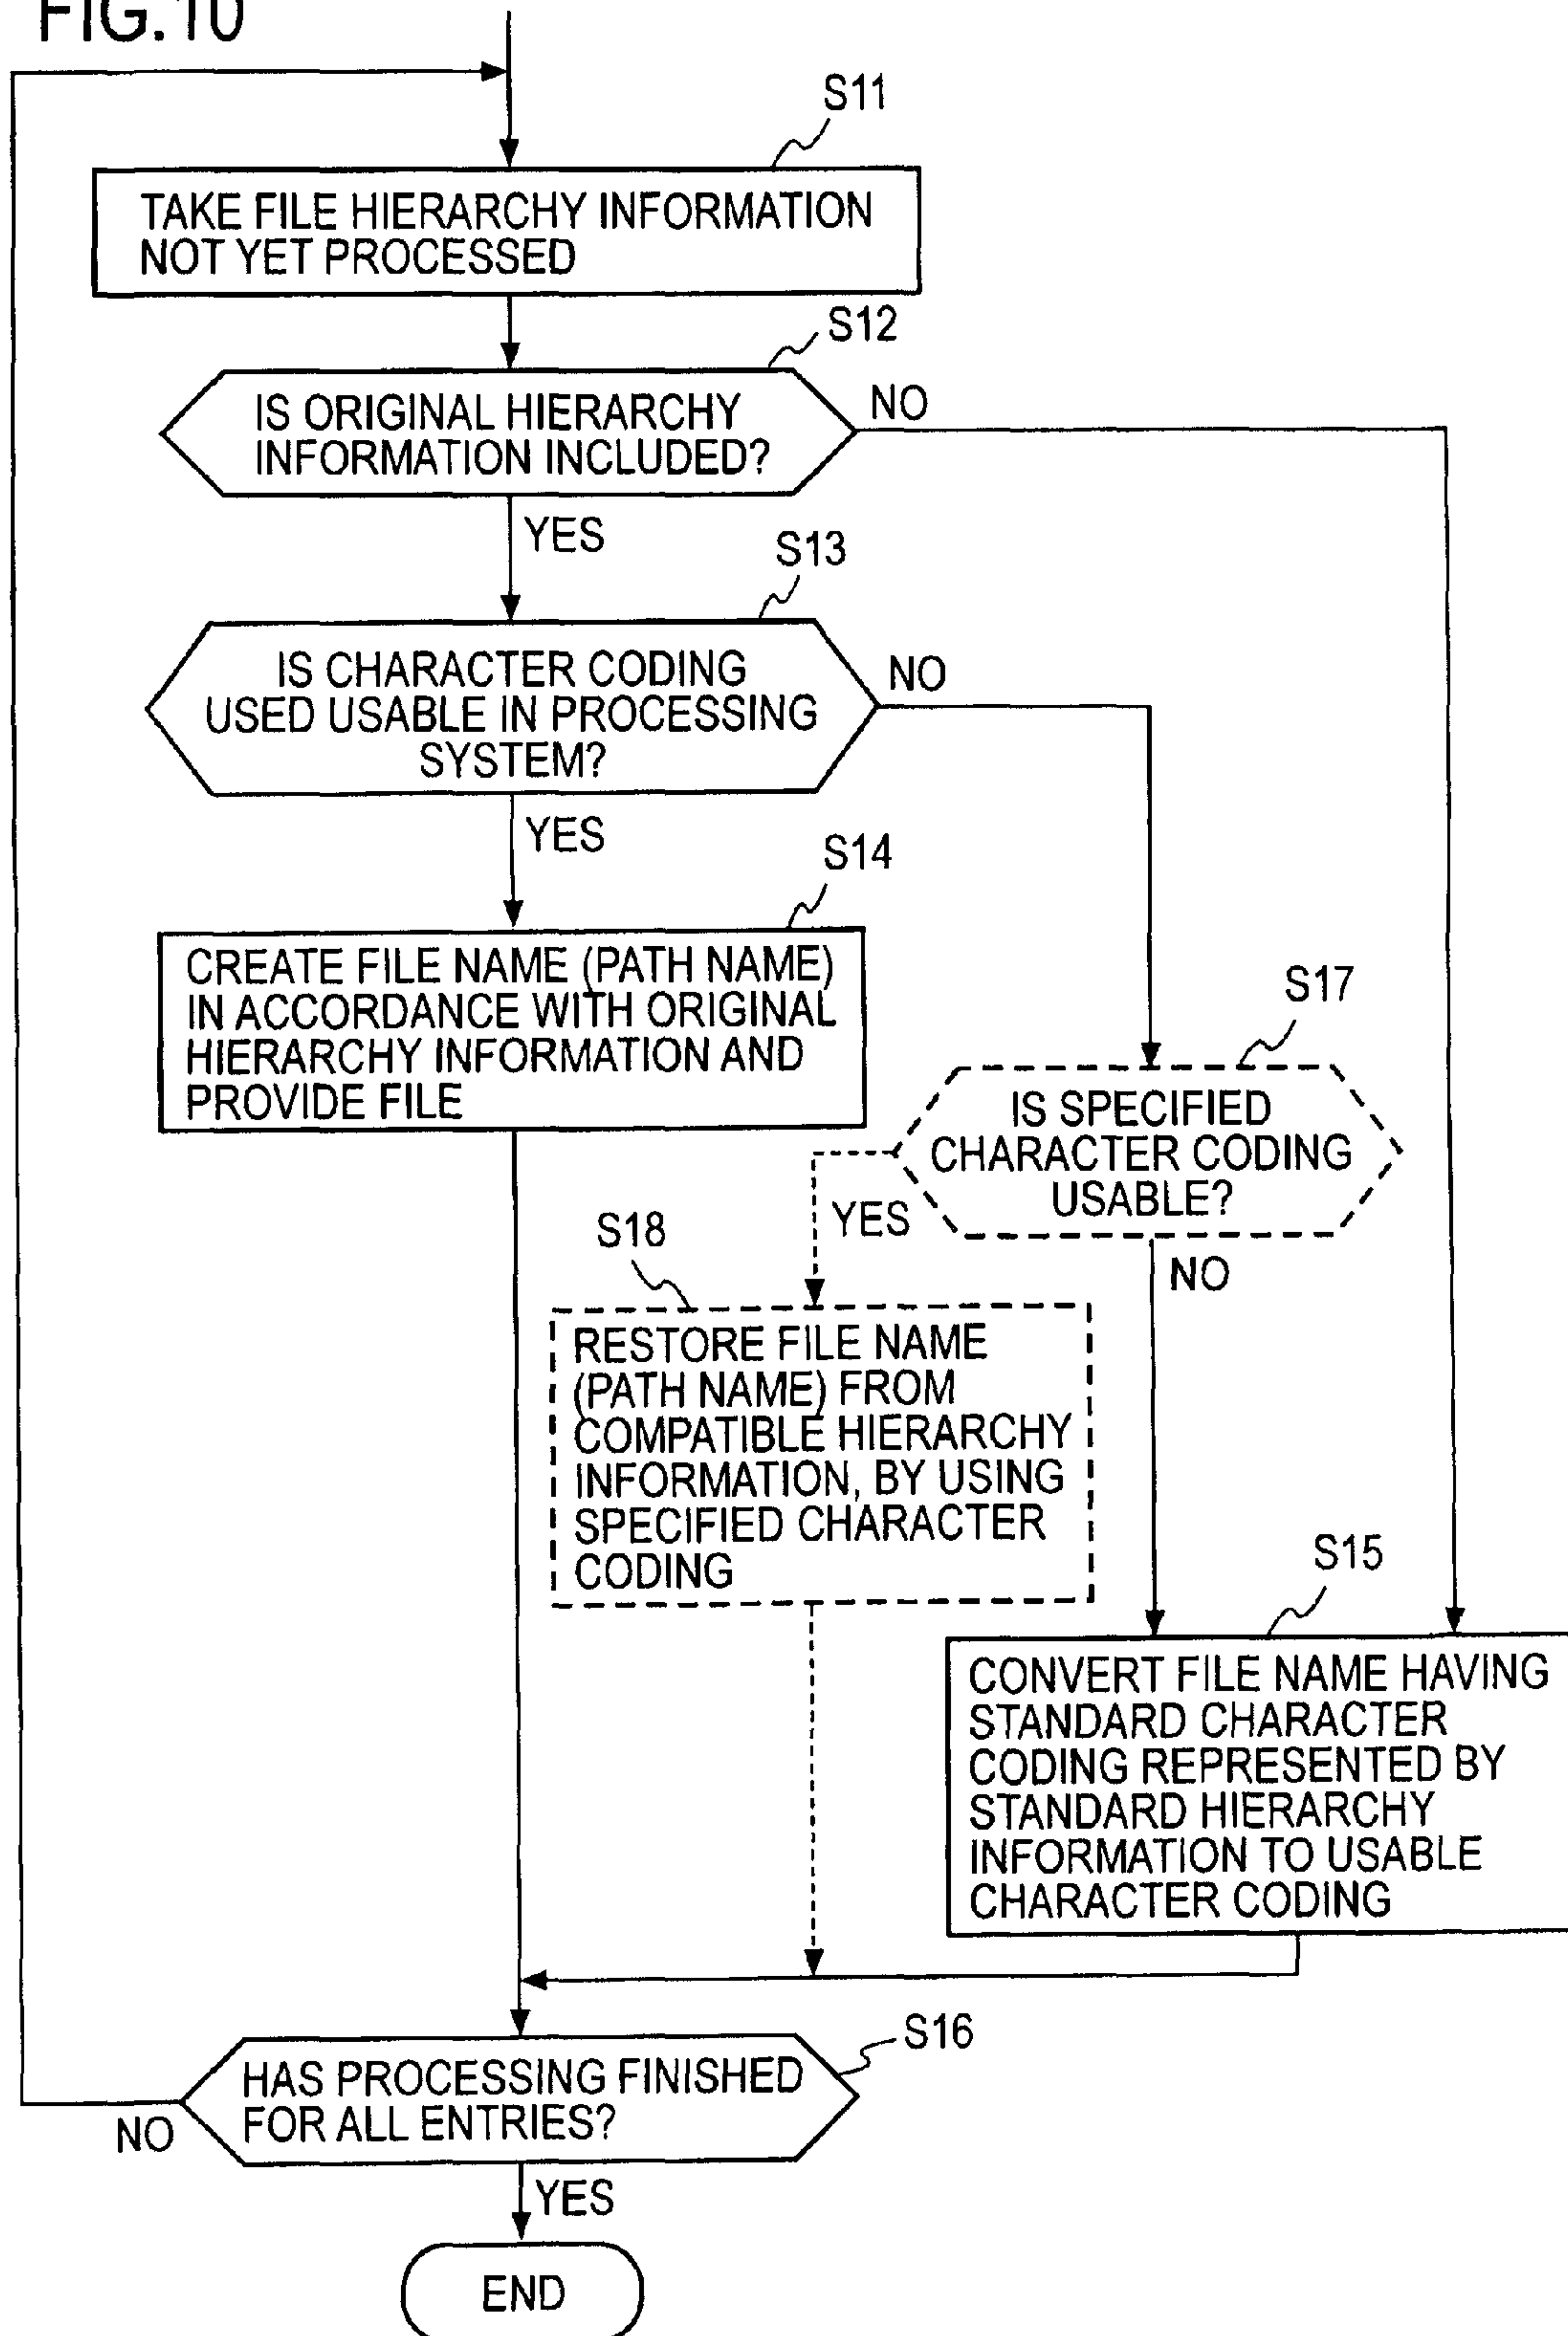 FIG.10
S11
TAKE FILE HIERARCHY INFORMATION
NOT YET PROCESSED
S12
IS ORIGINAL HIERARCHY
INFORMATION INCLUDED?
NO
YES
S13
IS CHARACTER CODING
USED USABLE IN PROCESSING
SYSTEM?
NO
YES
S14
CREATE FILE NAME (PATH NAME)
IN ACCORDANCE WITH ORIGINAL
HIERARCHY INFORMATION AND
PROVIDE FILE
S17
IS SPECIFIED
CHARACTER CODING
USABLE?
YES
NO
S18
RESTORE FILE NAME
(PATH NAME) FROM
COMPATIBLE HIERARCHY
INFORMATION, BY USING
SPECIFIED CHARACTER
CODING
S15
CONVERT FILE NAME HAVING
STANDARD CHARACTER
CODING REPRESENTED BY
STANDARD HIERARCHY
INFORMATION TO USABLE
CHARACTER CODING
S16
HAS PROCESSING FINISHED
FOR ALL ENTRIES?
NO
YES
END